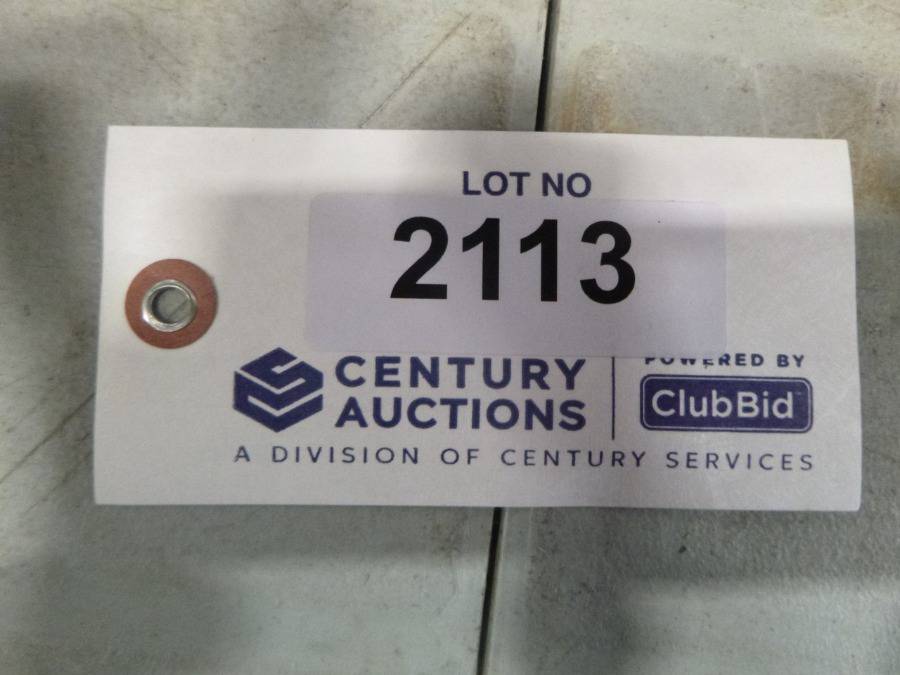 LOT NO
2113
CENTURY
AUCTIONS
POWERED BY
ClubBid
A DIVISION OF CENTURY SERVICES